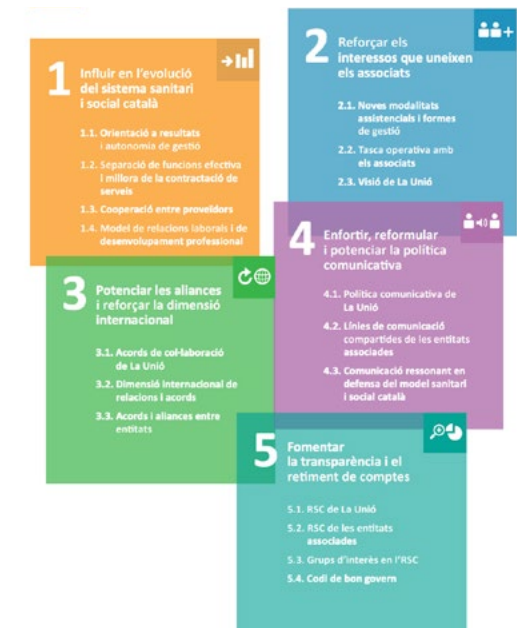 1
Influir en l'evolució
del sistema sanitari
i social català
1.1. Orientació a resultats
i autonomia de gestió
1.2. Separació de funcions efectiva
i millora de la contractació de
serveis
1.3. Cooperació entre proveïdors
1.4. Model de relacions laborals i de
desenvolupament professional
2
Reforçar els
interessos que uneixen
els associats
2.1. Noves modalitats
assistencials i formes
de gestió
2.2. Tasca operativa amb
els associats
2.3. Visió de La Unió
3
Potenciar les aliances
i reforçar la dimensió
internacional
3.1. Acords de col·laboració
de La Unió
3.2. Dimensió internacional de
relacions i acords
3.3. Acords i aliances entre
entitats
4
Enfortir, reformular
i potenciar la política
comunicativa
4.1. Política comunicativa de
La Unió
4.2. Línies de comunicació
compartides de les entitats
associades
4.3. Comunicació ressonant en
defensa del model sanitari
i social català
5
Fomentar
la transparència i el
retiment de comptes
5.1. RSC de La Unió
5.2. RSC de les entitats
associades
5.3. Grups d'interès en l'RSC
5.4. Codi de bon govern